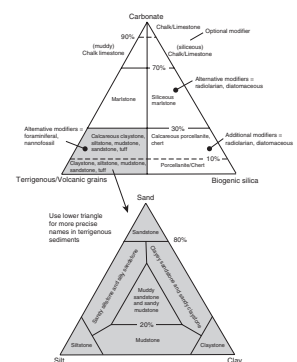 Carbonate
Chalk/Limestone
Optional modifier
90%
(muddy)
Chalk limestone
(siliceous)
Chalk/Limestone
70%
Alternative modifiers =
radiolarian, diatomaceous
Marlstone
Siliceous
marlstone
30%
Alternative modifiers =
foraminiferal,
nannofossil
Calcareous claystone,
siltstone, mudstone,
sandstone, tuff
Calcareous porcellanite,
chert
Additional modifiers =
radiolarian, diatomaceous
10%
Claystone, siltstone, mudstone,
sandstone, tuff
Porcellanite/Chert
Terrigenous/Volcanic grains
Biogenic silica
Use lower triangle
for more precise
names in terrigenous
sediments
Sand
Sandstone
80%
Sandy siltstone and silty sandstone
Clayey sandstone and sandy claystone
Muddy
sandstone
and sandy
mudstone
20%
Siltstone
Mudstone
Claystone
Silt
Clay